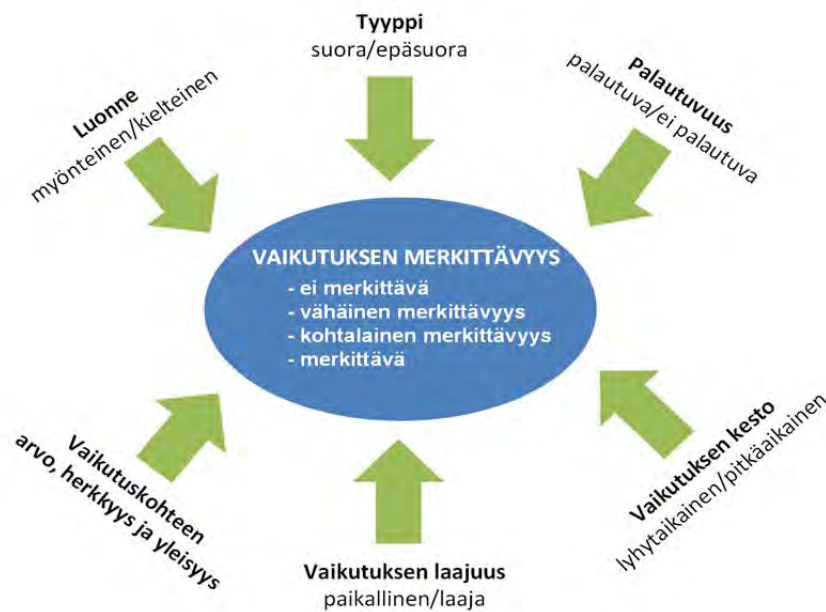 Tyyppi
suora/epäsuora
Luonne
myönteinen/kielteinen
Palautuvuus
palautuva/ei palautuva
VAIKUTUKSEN MERKITTÄVYYS
- ei merkittävä
- vähäinen merkittävyys
- kohtalainen merkittävyys
- merkittävä
Vaikutuskohteen
arvo, herkkyys ja yleisyys
Vaikutuksen laajuus
paikallinen/laaja
Vaikutuksen kesto
lyhytaikainen/pitkäaikainen